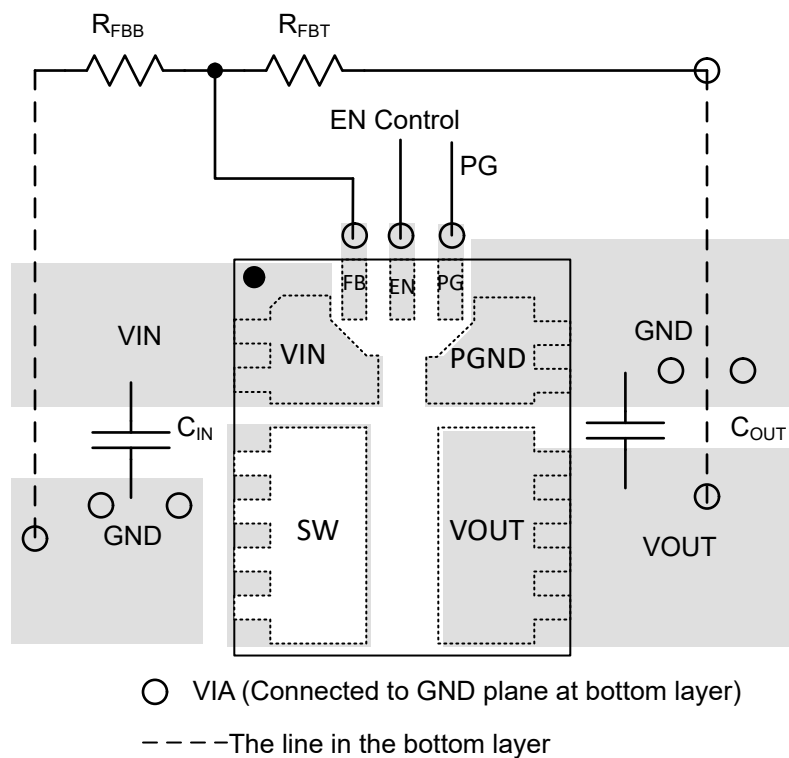 RFBB
RFBT
EN Control
PG
FB
EN
PG
VIN
VIN
PGND
GND
CIN
COUT
SW
VOUT
GND
VOUT
VIA (Connected to GND plane at bottom layer)
The line in the bottom layer